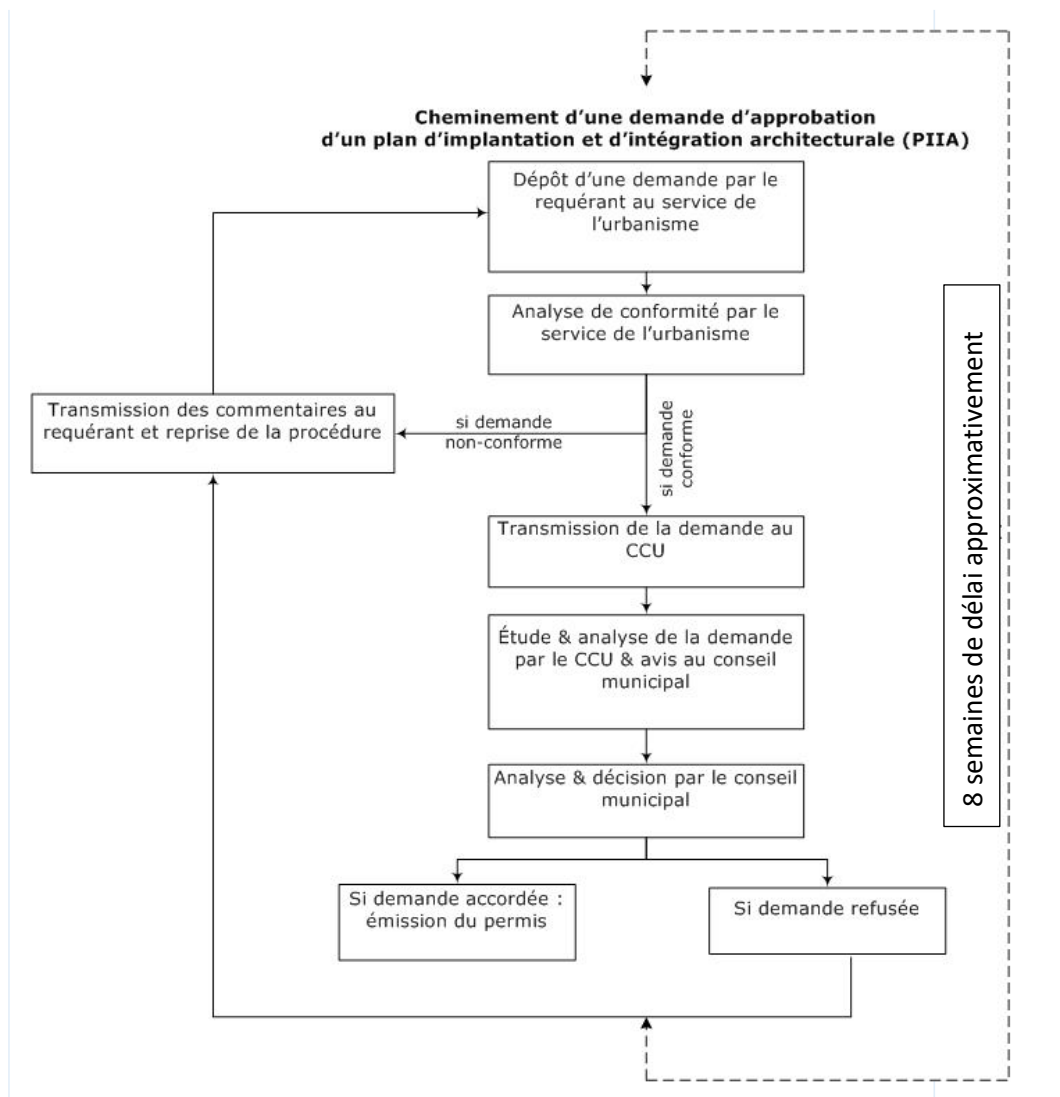 Cheminement d'une demande d'approbation
d'un plan d'implantation et d'intégration architecturale (PIIA)
Dépôt d'une demande par le
requérant au service de
l'urbanisme
Analyse de conformité par le
service de l'urbanisme
Transmission des commentaires au
requérant et reprise de la procédure
si demande
non-conforme
si demande
conforme
Transmission de la demande au
CCU
Étude & analyse de la demande
par le CCU & avis au conseil
municipal
Analyse & décision par le conseil
municipal
Si demande accordée :
émission du permis
Si demande refusée
8 semaines de délai approximativement